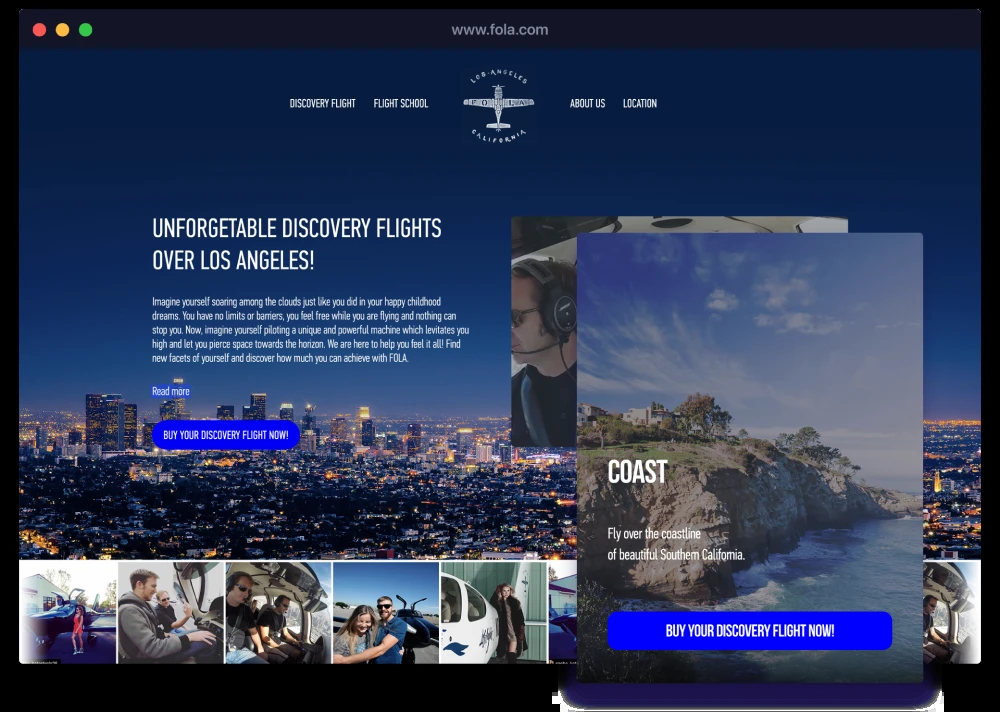 www.fola.com
LOS·ANGELES
DISCOVERY FLIGHT
FLIGHT SCHOOL
FOLA
ABOUT US
LOCATION
CALIFORNIA
UNFORGETABLE DISCOVERY FLIGHTS
OVER LOS ANGELES!
Imagine yourself soaring among the clouds just like you did in your happy childhood
dreams. You have no limits or barriers, you feel free while you are flying and nothing can
stop you. Now, imagine yourself piloting a unique and powerful machine which levitates you
high and let you pierce space towards the horizon. We are here to help you feel it all! Find
new facets of yourself and discover how much you can achieve with FOLA.
Read more
BUY YOUR DISCOVERY FLIGHT NOW!
COAST
Fly over the coastline
of beautiful Southern California.
BUY YOUR DISCOVERY FLIGHT NOW!